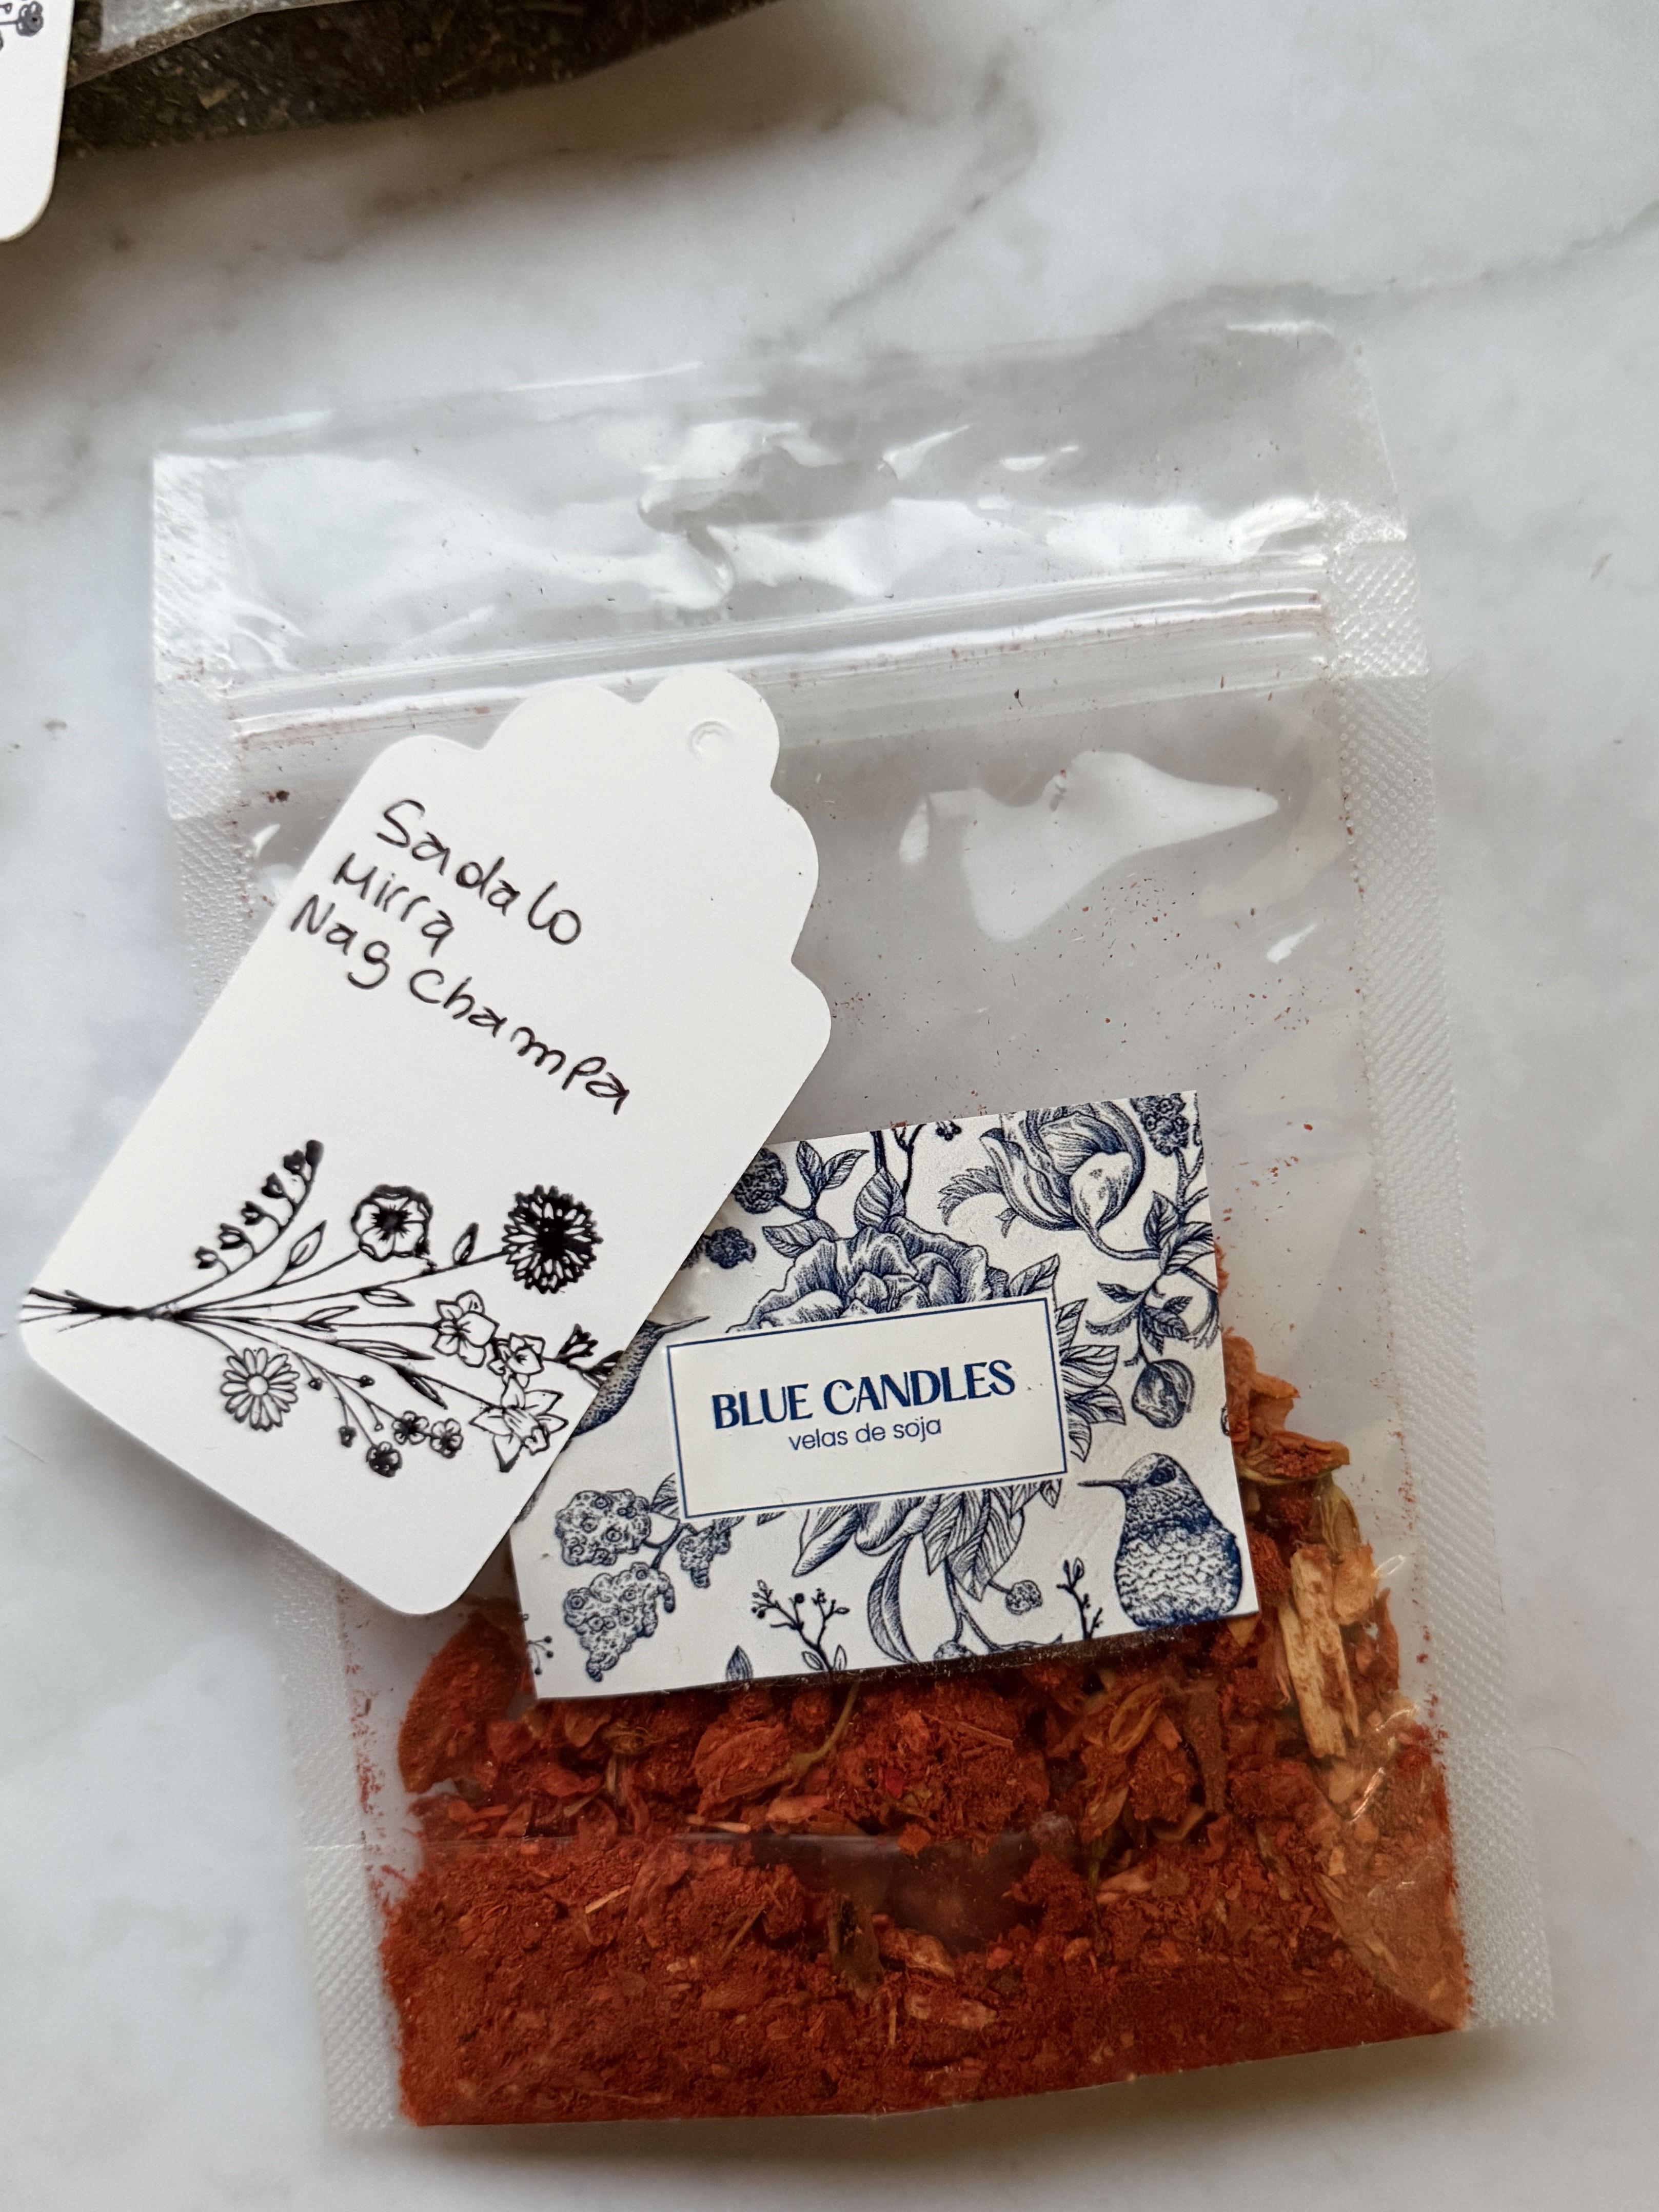 Sadalo
Mirra
Nag Champa
BLUE CANDLES
velas de soja